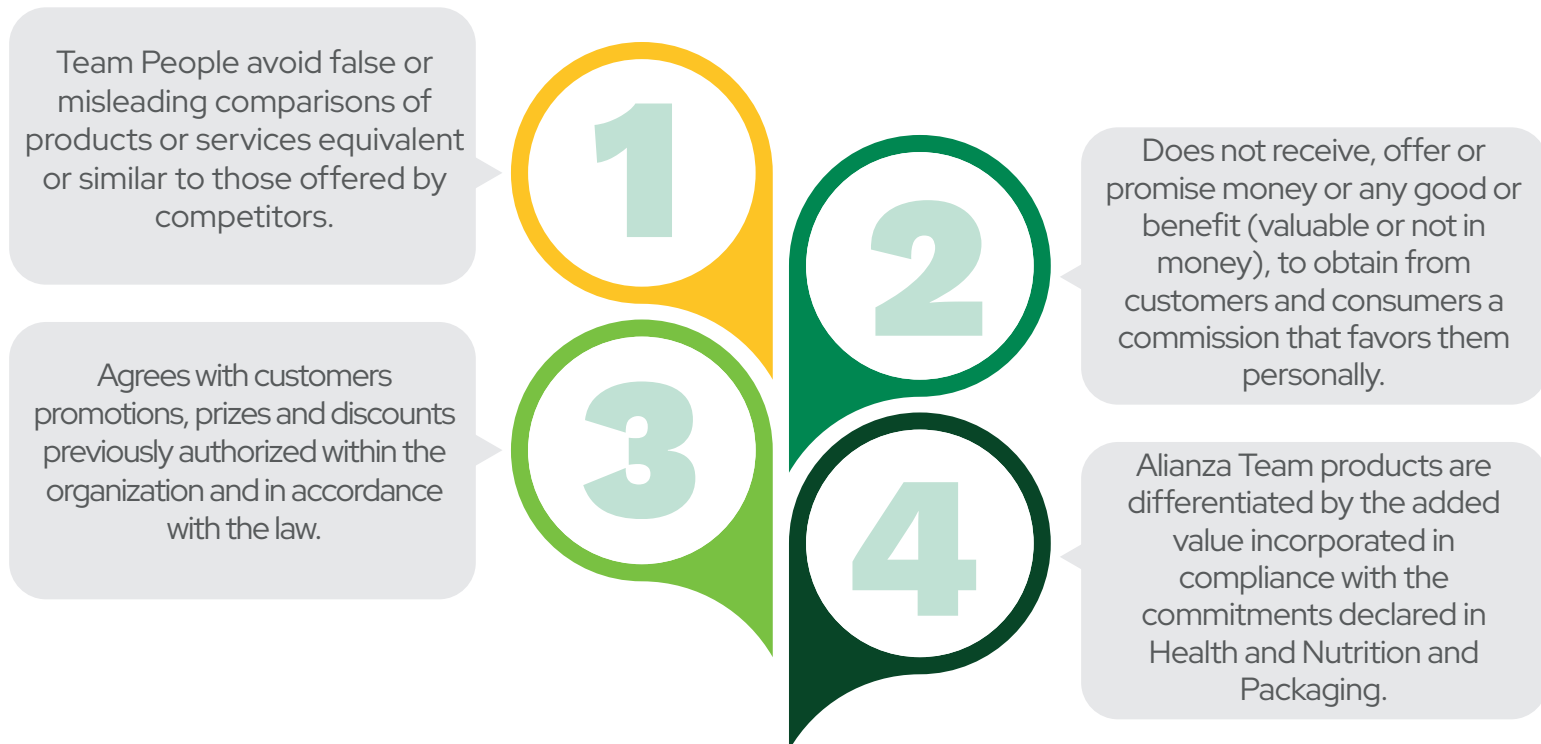 Team People avoid false or
misleading comparisons of
products or services equivalent
or similar to those offered by
competitors.
1
2
Does not receive, offer or
promise money or any good or
benefit (valuable or not in
money), to obtain from
customers and consumers a
commission that favors them
personally.
Agrees with customers
promotions, prizes and discounts
previously authorized within the
organization and in accordance
with the law.
3
4
Alianza Team products are
differentiated by the added
value incorporated in
compliance with the
commitments declared in
Health and Nutrition and
Packaging.